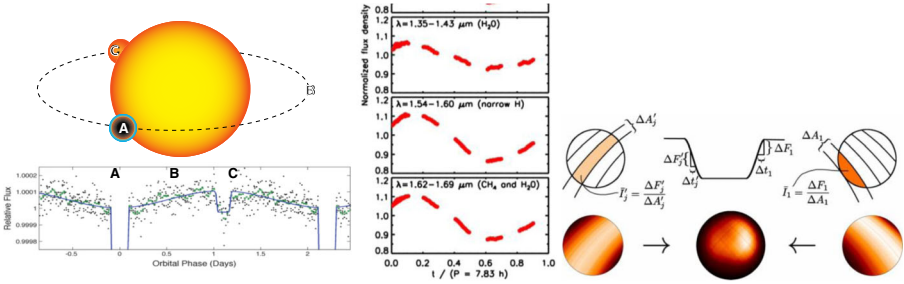 C
B
A
A
B
C
1.0002
1.0001
1
0.9999
0.9998
Relative Flux
-0.5
0
0.5
1
1.5
2
Orbital Phase (Days)
Normalized flux density
0.8
λ=1.35−1.43 μm (H₂O)
1.2
1.1
1.0
0.9
0.8
λ=1.54−1.60 μm (narrow H)
1.2
1.1
1.0
0.9
0.8
λ=1.62−1.69 μm (CH₄ and H₂O)
1.2
1.1
1.0
0.9
0.8
0.0 0.2 0.4 0.6 0.8 1.0
t / (P = 7.83 h)
ΔA′ⱼ
ΔF′ⱼ
Δt′ⱼ
Ī′ⱼ = ΔF′ⱼ / ΔA′ⱼ
ΔF₁
Δt₁
ΔA₁
Ī₁ = ΔF₁ / ΔA₁